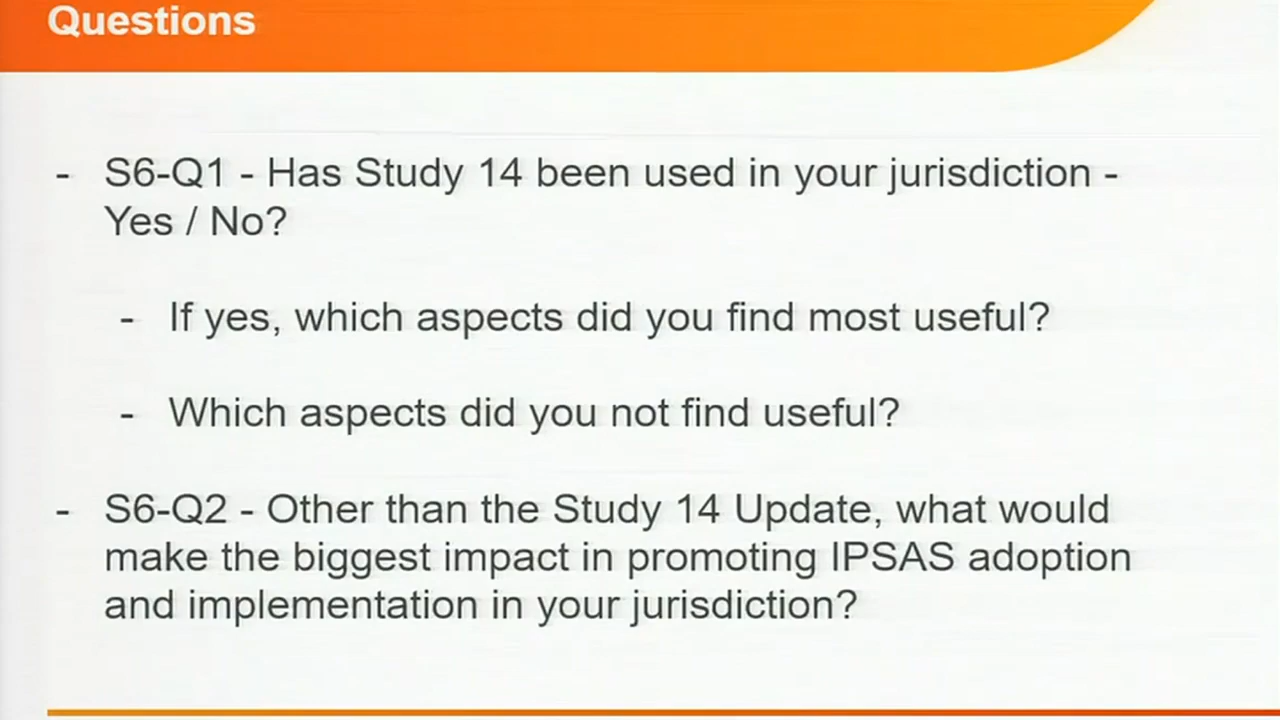 Questions
- S6-Q1 - Has Study 14 been used in your jurisdiction -
Yes / No?
- If yes, which aspects did you find most useful?
- Which aspects did you not find useful?
- S6-Q2 - Other than the Study 14 Update, what would
make the biggest impact in promoting IPSAS adoption
and implementation in your jurisdiction?